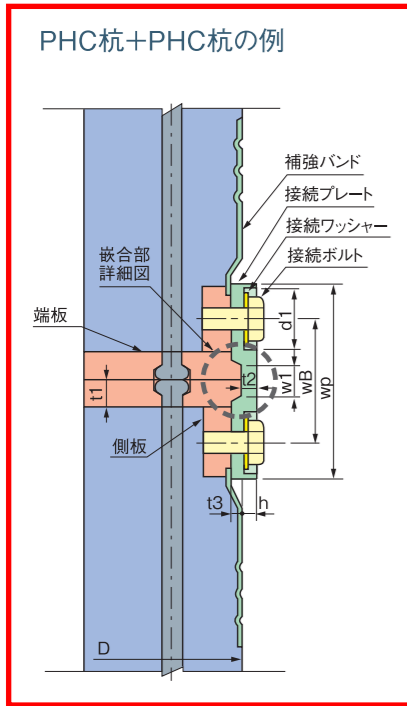 PHC杭+PHC杭の例
補強バンド
接続プレート
接続ワッシャー
接続ボルト
嵌合部
詳細図
端板
d1
t1
t2
w1
wB
wp
側板
t3
h
D